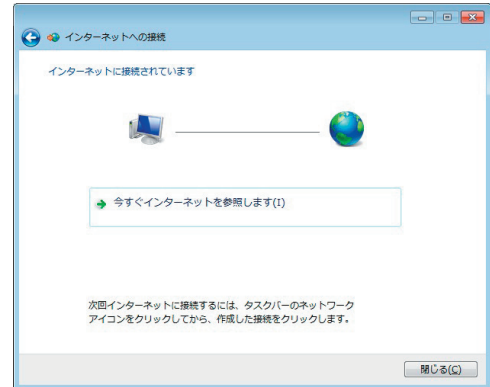 インターネットへの接続
インターネットに接続されています
今すぐインターネットを参照します(I)
次回インターネットに接続するには、タスクバーのネットワーク
アイコンをクリックしてから、作成した接続をクリックします。
閉じる(C)